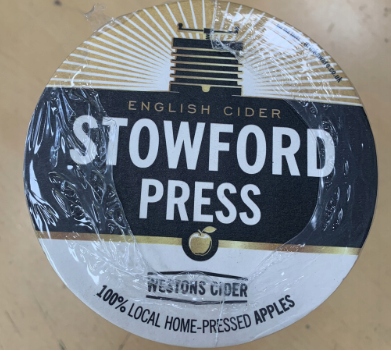 ENGLISH CIDER
STOWFORD
PRESS
WESTONS CIDER
100% LOCAL HOME-PRESSED APPLES